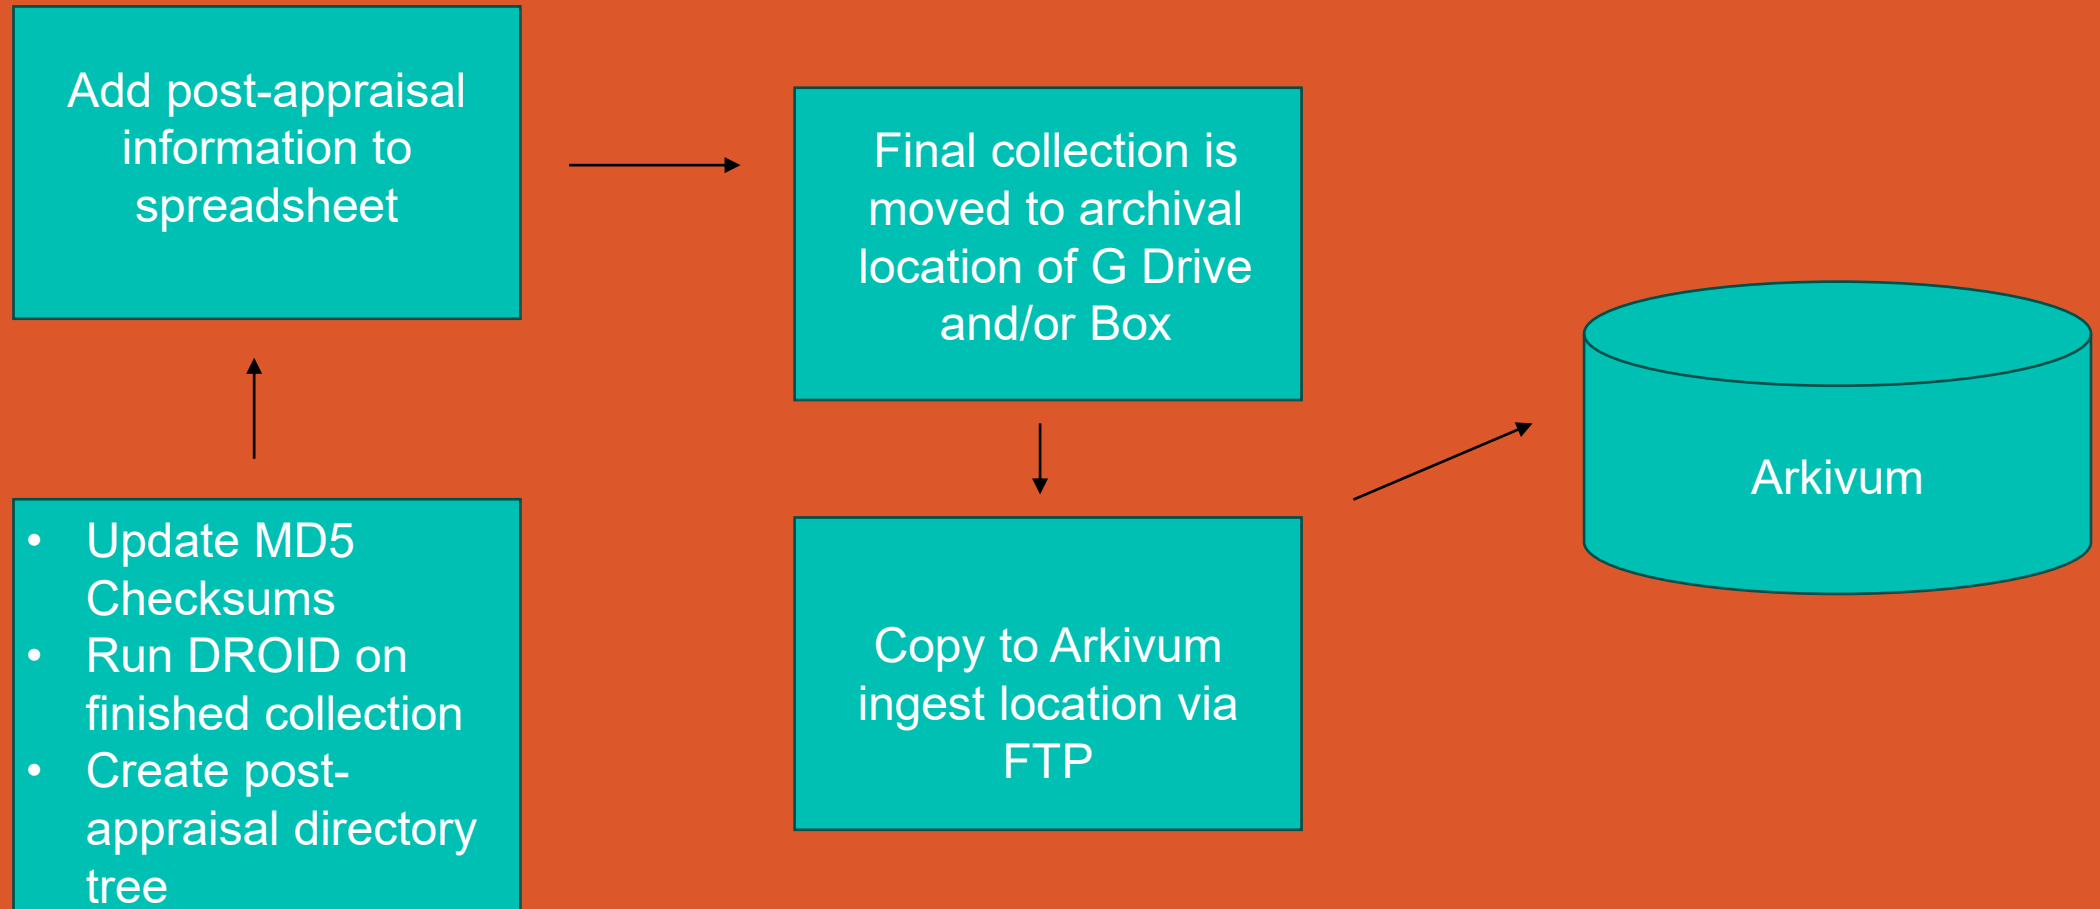 Add post-appraisal
information to
spreadsheet
Final collection is
moved to archival
location of G Drive
and/or Box
Arkivum
• Update MD5
Checksums
• Run DROID on
finished collection
• Create post-
appraisal directory
tree
Copy to Arkivum
ingest location via
FTP